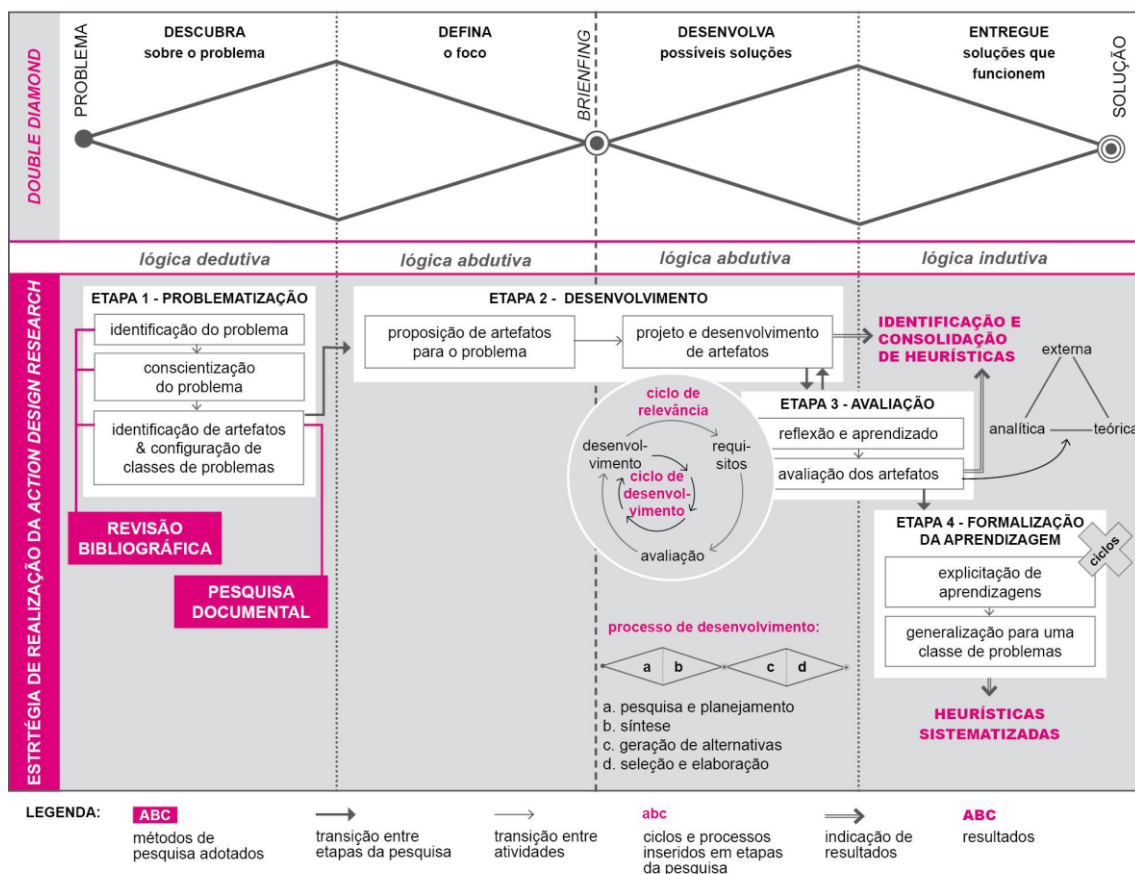 DOUBLE DIAMOND
PROBLEMA
DESCUBRA
sobre o problema
DEFINA
o foco
BRIENFING
DESENVOLVA
possíveis soluções
ENTREGUE
soluções que
funcionem
SOLUÇÃO
lógica dedutiva
lógica abdutiva
lógica abdutiva
lógica indutiva
ESTRTÉGIA DE REALIZAÇÃO DA ACTION DESIGN RESEARCH
ETAPA 1 - PROBLEMATIZAÇÃO
identificação do problema
conscientização
do problema
identificação de artefatos
& configuração de
classes de problemas
REVISÃO
BIBLIOGRÁFICA
PESQUISA
DOCUMENTAL
ETAPA 2 - DESENVOLVIMENTO
proposição de artefatos
para o problema
projeto e desenvolvimento
de artefatos
IDENTIFICAÇÃO E
CONSOLIDAÇÃO
DE HEURÍSTICAS
externa
analítica
teórica
ciclo de
relevância
desenvol-
vimento
requi-
sitos
ciclo de
desenvol-
vimento
avaliação
ETAPA 3 - AVALIAÇÃO
reflexão e aprendizado
avaliação dos artefatos
ETAPA 4 - FORMALIZAÇÃO
DA APRENDIZAGEM
ciclos
explicitação de
aprendizagens
generalização para uma
classe de problemas
HEURÍSTICAS
SISTEMATIZADAS
processo de desenvolvimento:
a b c d
a. pesquisa e planejamento
b. síntese
c. geração de alternativas
d. seleção e elaboração
LEGENDA:
ABC
métodos de
pesquisa adotados
transição entre
etapas da pesquisa
transição entre
atividades
abc
ciclos e processos
inseridos em etapas
da pesquisa
indicação de
resultados
ABC
resultados